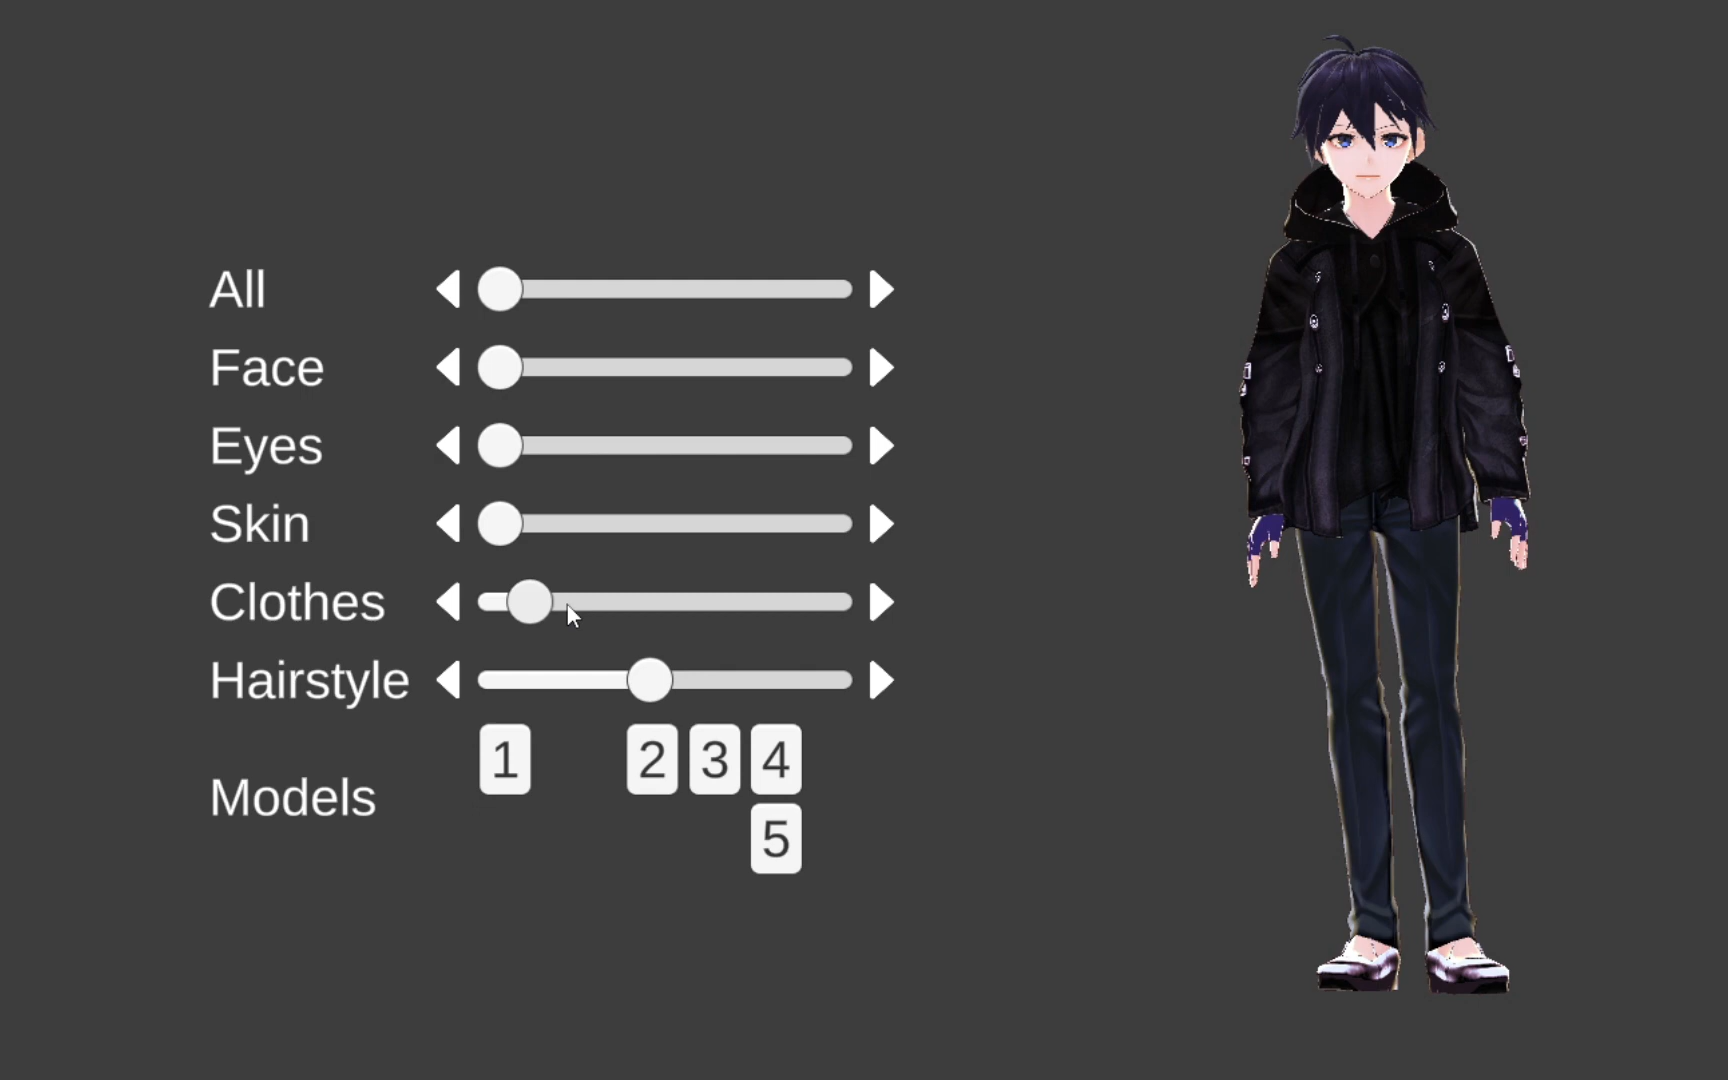 All
Face
Eyes
Skin
Clothes
Hairstyle
1 2 3 4
Models
5